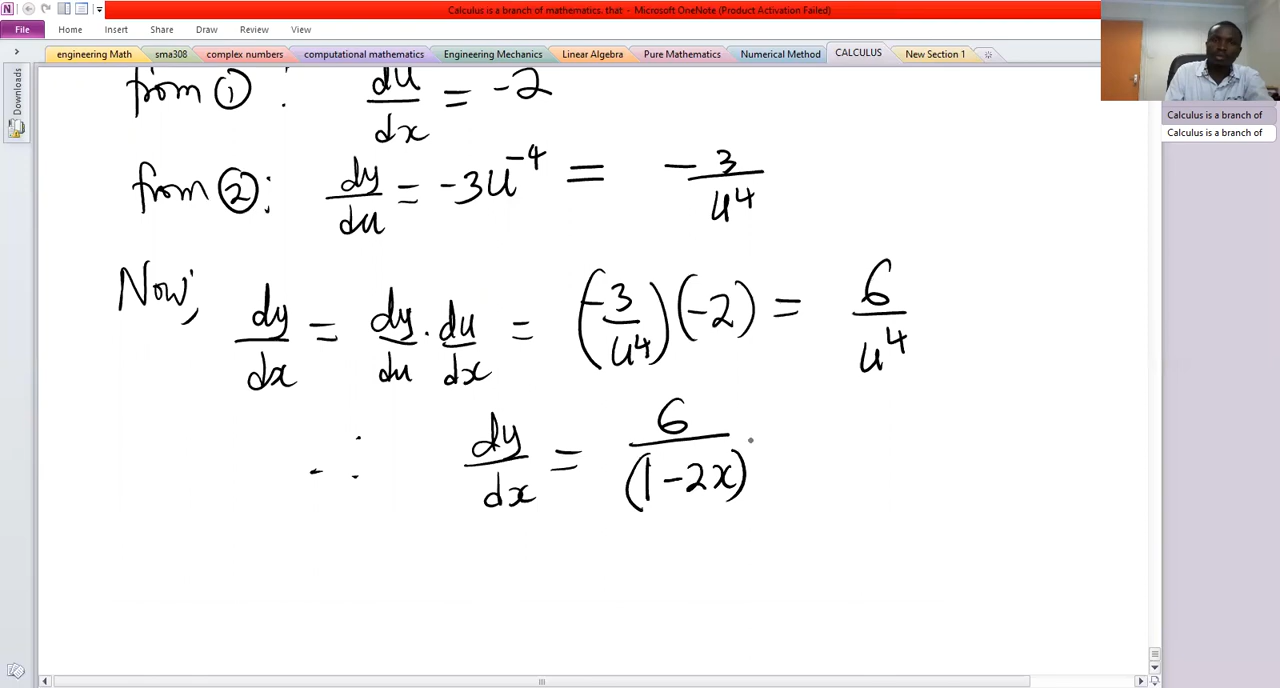 Calculus is a branch of mathematics. that - Microsoft OneNote (Product Activation Failed)
File Home Insert Share Draw Review View
engineering Math sma308 complex numbers computational mathematics Engineering Mechanics Linear Algebra Pure Mathematics Numerical Method CALCULUS New Section 1
Downloads
Calculus is a branch of
Calculus is a branch of
from ① : du/dx = -2
from ②: dy/du = -3u^-4 = -3/u^4
Now, dy/dx = dy/du . du/dx = (-3/u^4)(-2) = 6/u^4
∴ dy/dx = 6/(1-2x)